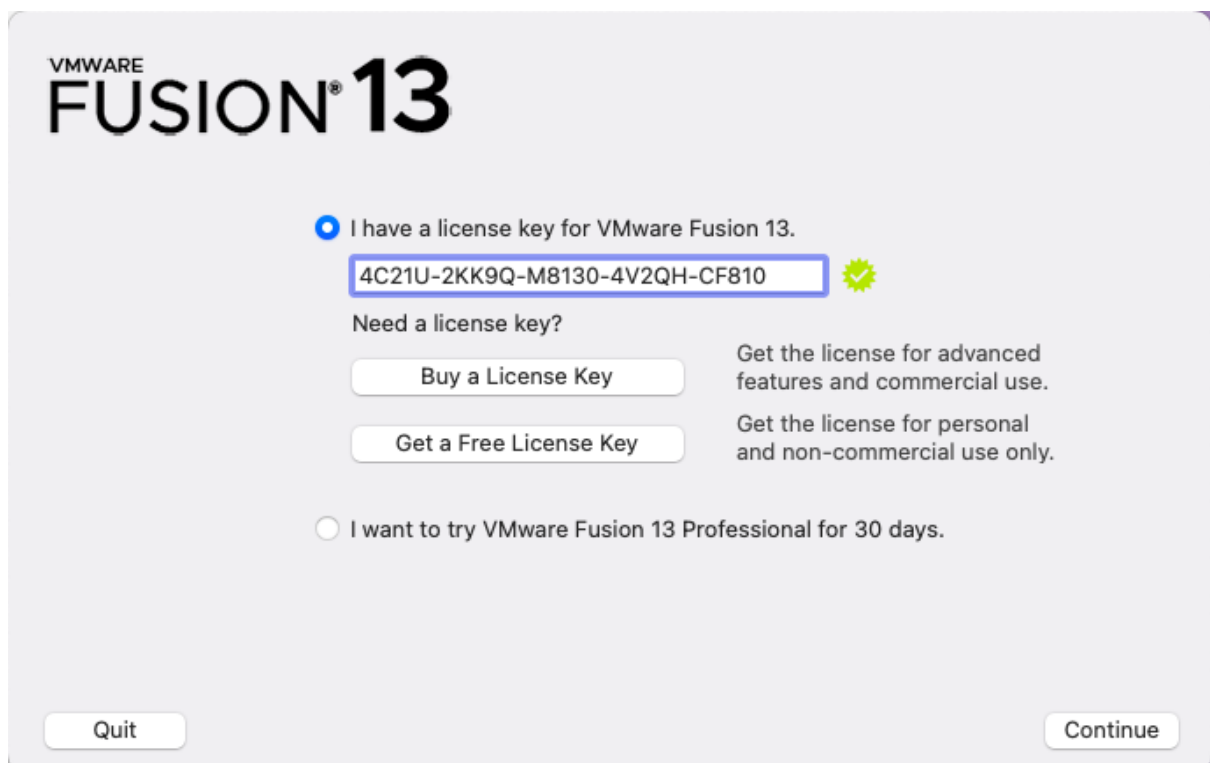 VMWARE
FUSION® 13
I have a license key for VMware Fusion 13.
4C21U-2KK9Q-M8130-4V2QH-CF810
Need a license key?
Buy a License Key
Get the license for advanced
features and commercial use.
Get a Free License Key
Get the license for personal
and non-commercial use only.
I want to try VMware Fusion 13 Professional for 30 days.
Quit
Continue